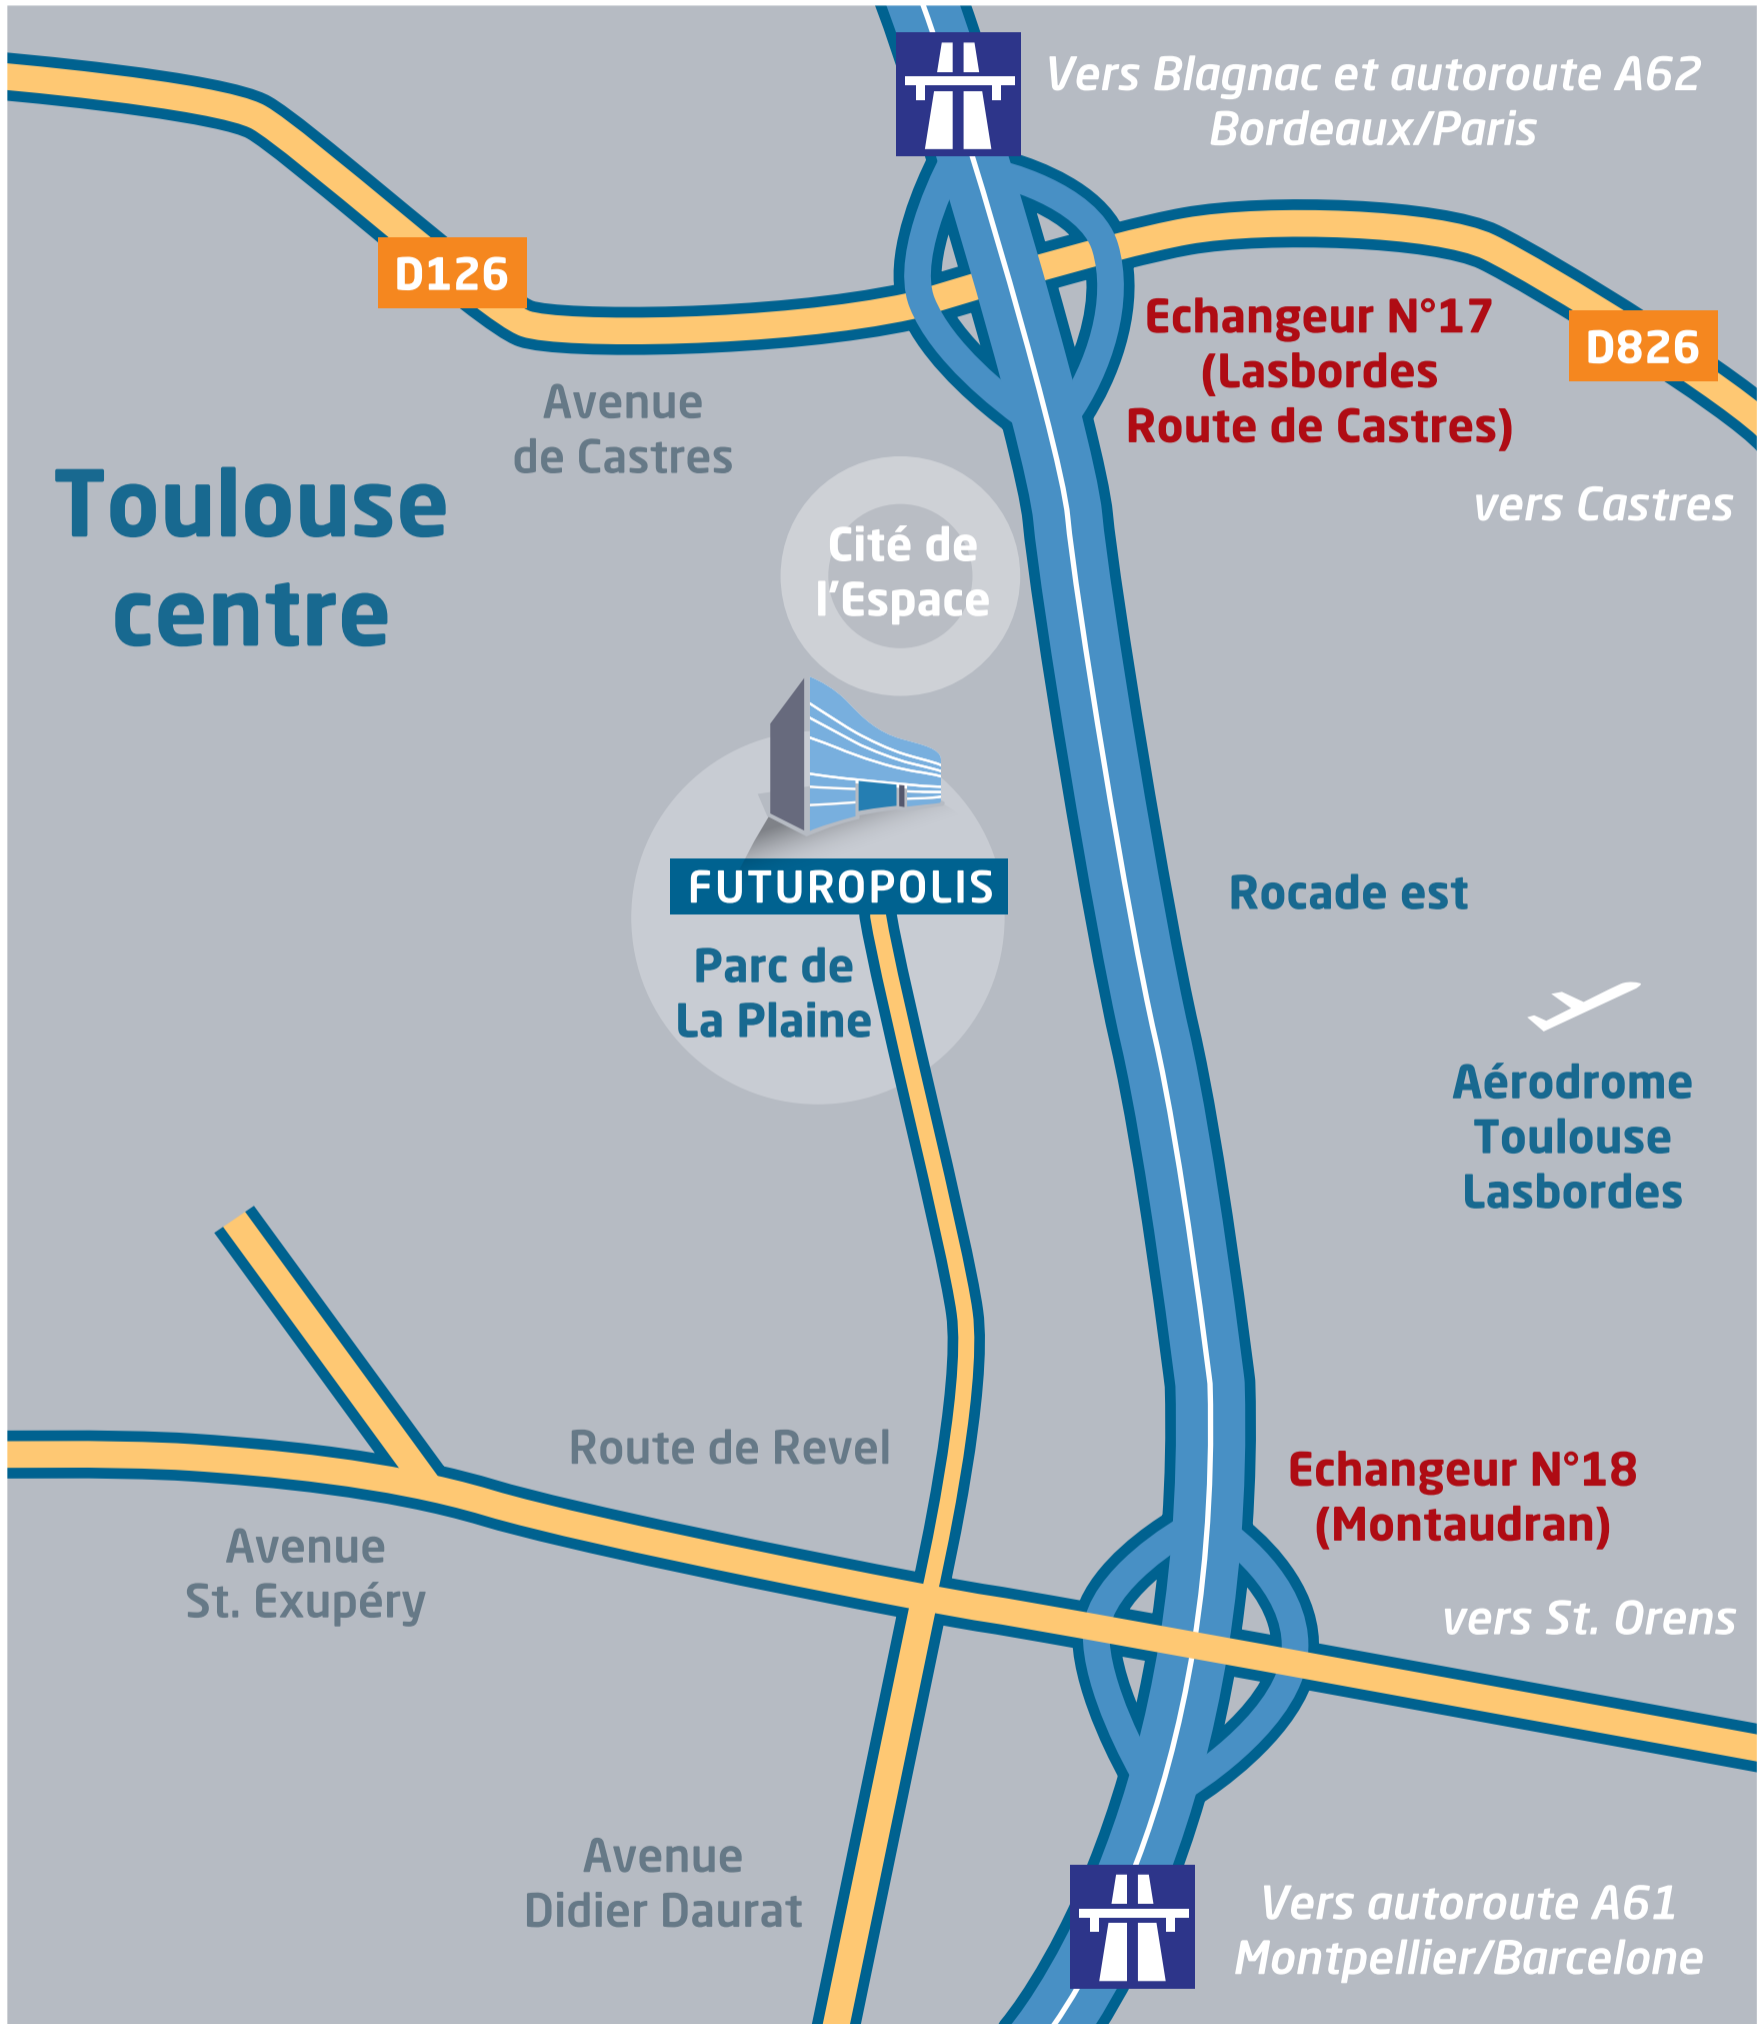 Vers Blagnac et autoroute A62
Bordeaux/Paris
D126
Echangeur N°17
(Lasbordes
Route de Castres)
D826
Avenue
de Castres
vers Castres
Toulouse
centre
Cité de
l'Espace
FUTUROPOLIS
Rocade est
Parc de
La Plaine
Aérodrome
Toulouse
Lasbordes
Route de Revel
Echangeur N°18
(Montaudran)
Avenue
St. Exupéry
vers St. Orens
Avenue
Didier Daurat
Vers autoroute A61
Montpellier/Barcelone